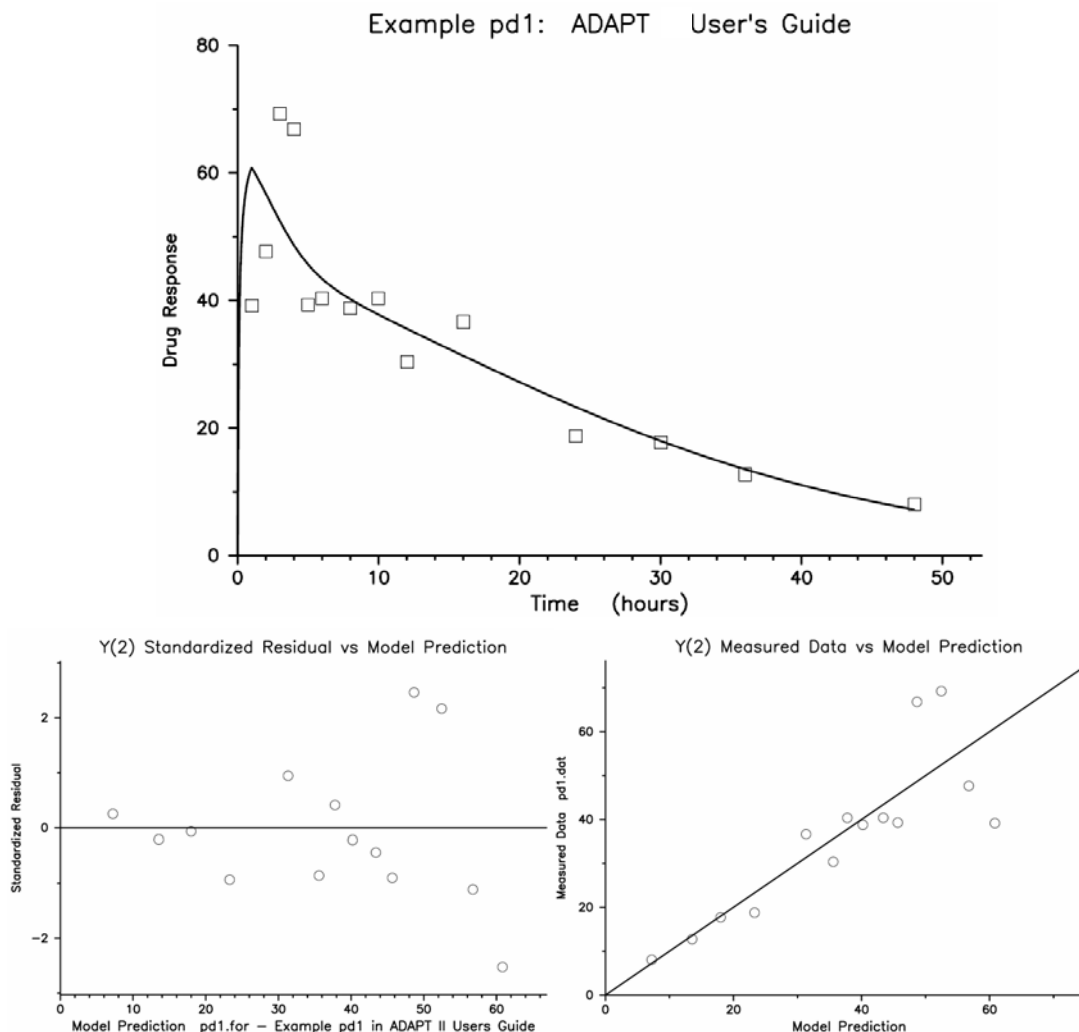 Example pd1: ADAPT User's Guide
80
60
40
20
0
Drug Response
0 10 20 30 40 50
Time (hours)
Y(2) Standardized Residual vs Model Prediction
2
0
−2
Standardized Residual
0 10 20 30 40 50 60
Model Prediction pd1.for − Example pd1 in ADAPT II Users Guide
Y(2) Measured Data vs Model Prediction
60
40
20
0
Measured Data pd1.dat
0 20 40 60
Model Prediction